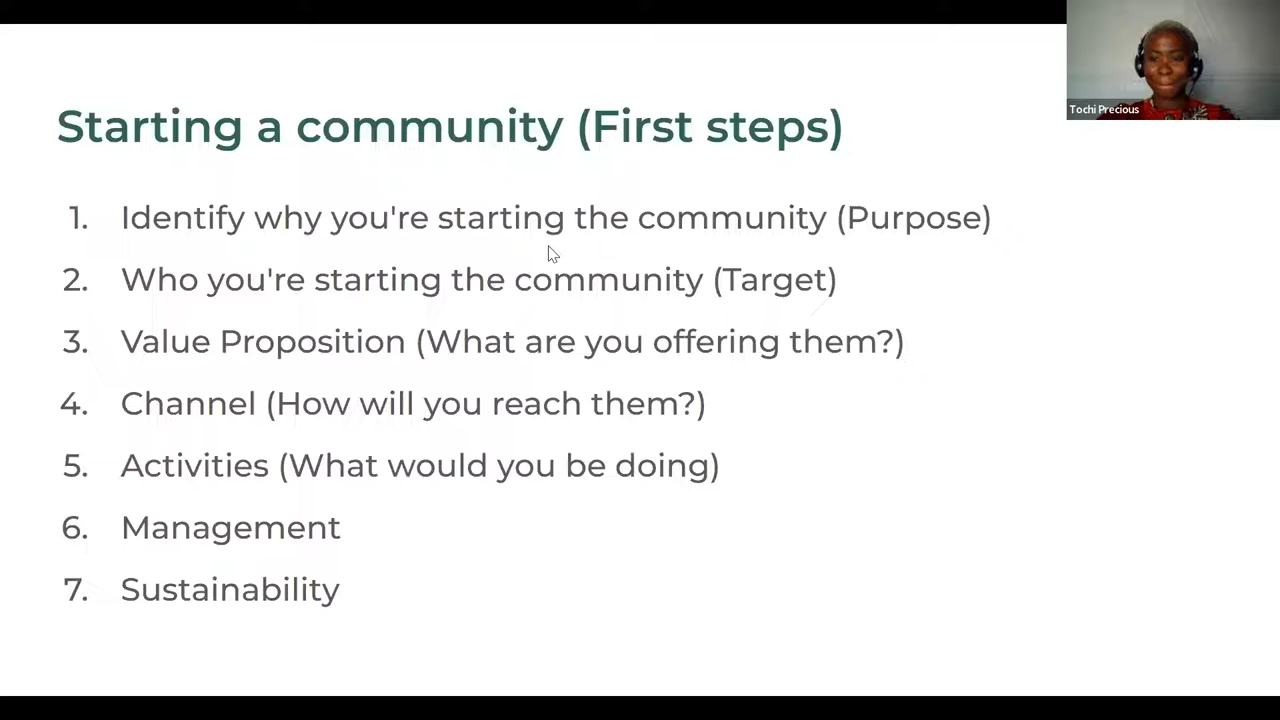 Starting a community (First steps)
1. Identify why you're starting the community (Purpose)
2. Who you're starting the community (Target)
3. Value Proposition (What are you offering them?)
4. Channel (How will you reach them?)
5. Activities (What would you be doing)
6. Management
7. Sustainability
Tochi Precious